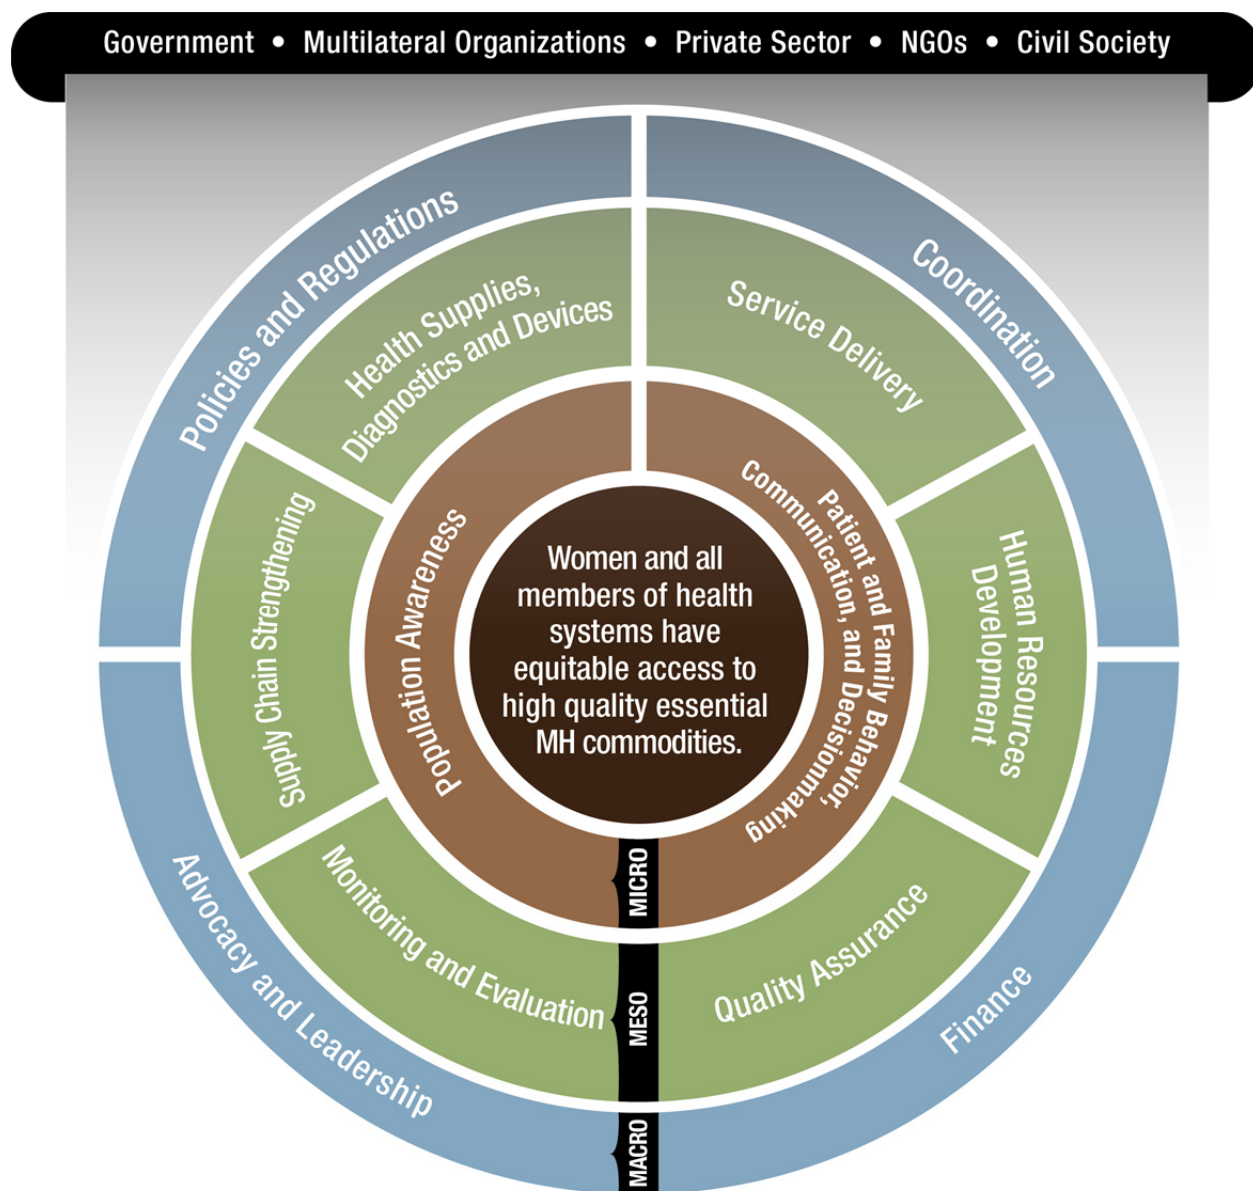 Government • Multilateral Organizations • Private Sector • NGOs • Civil Society
Policies and Regulations
Coordination
Health Supplies,
Diagnostics and Devices
Service Delivery
Supply Chain Strengthening
Population Awareness
Women and all
members of health
systems have
equitable access to
high quality essential
MH commodities.
Patient and Family Behavior,
Communication, and Decisionmaking
Human Resources
Development
Monitoring and Evaluation
Quality Assurance
Advocacy and Leadership
Finance
MICRO
MESO
MACRO